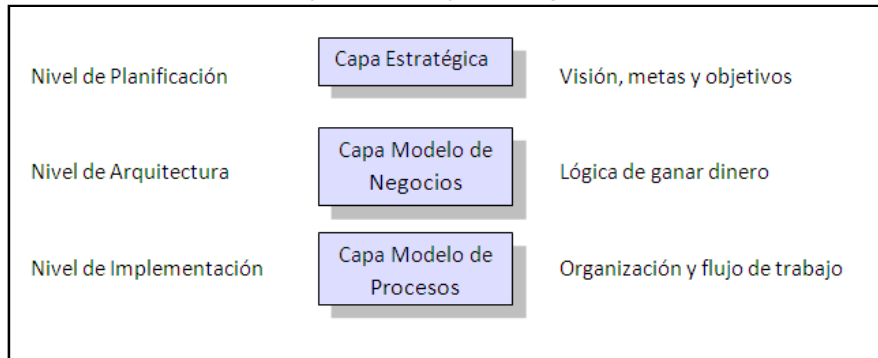 Nivel de Planificación
Capa Estratégica
Visión, metas y objetivos
Nivel de Arquitectura
Capa Modelo de
Negocios
Lógica de ganar dinero
Nivel de Implementación
Capa Modelo de
Procesos
Organización y flujo de trabajo